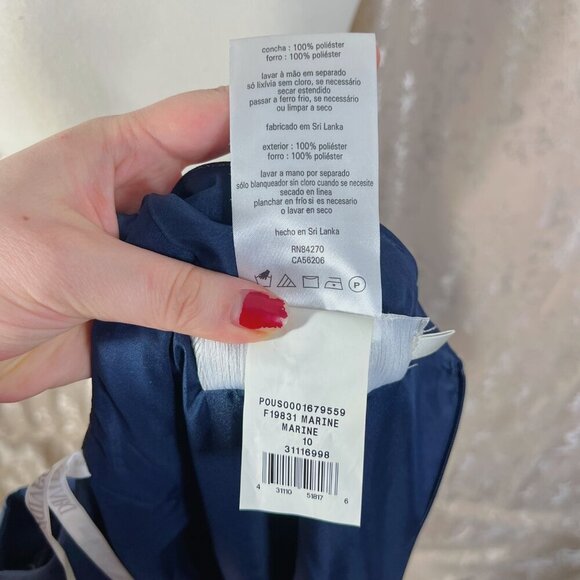 concha : 100% poliéster
forro : 100% poliéster
lavar à mão em separado
só lixívia sem cloro, se necessário
secar estendido
passar a ferro frio, se necessário
ou limpar a seco
fabricado em Sri Lanka
exterior : 100% poliéster
forro : 100% poliéster
lavar a mano por separado
sólo blanqueador sin cloro cuando se necesite
secado en linea
planchar en frío si es necesario
o lavar en seco
hecho en Sri Lanka
RN84270
CA56206
P
POUS0001679559
F19831 MARINE
MARINE
10
31116998
4 31110 51817 6